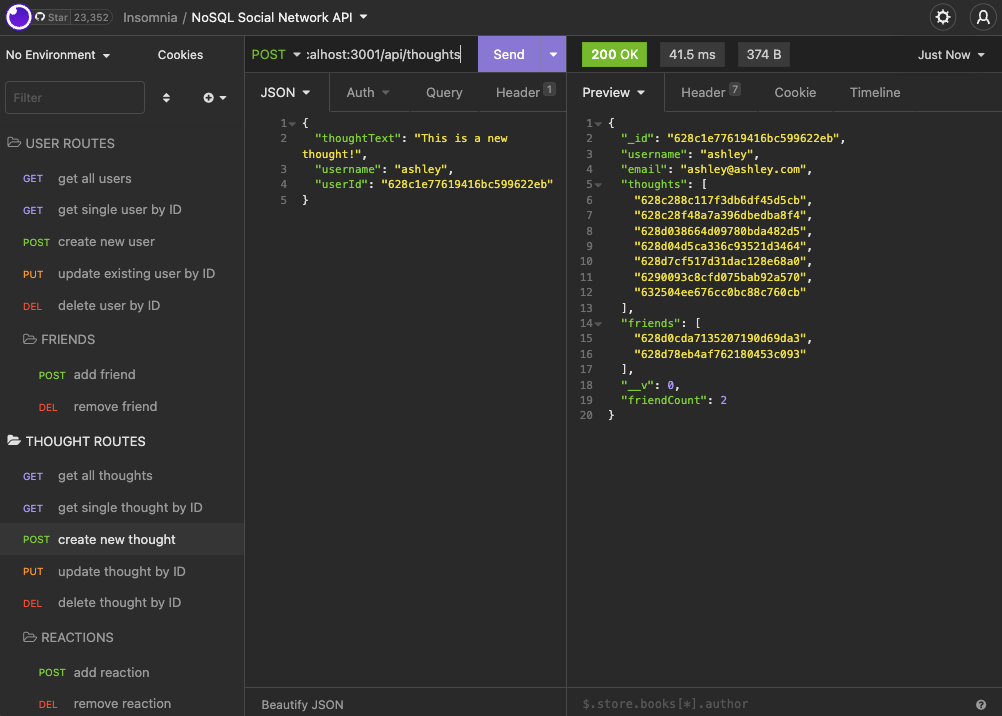 Star 23,352 Insomnia / NoSQL Social Network API
No Environment Cookies
Filter
USER ROUTES
GET get all users
GET get single user by ID
POST create new user
PUT update existing user by ID
DEL delete user by ID
FRIENDS
POST add friend
DEL remove friend
THOUGHT ROUTES
GET get all thoughts
GET get single thought by ID
POST create new thought
PUT update thought by ID
DEL delete thought by ID
REACTIONS
POST add reaction
DEL remove reaction
POST :alhost:3001/api/thoughts Send
JSON Auth Query Header 1
1 {
2 "thoughtText": "This is a new
thought!",
3 "username": "ashley",
4 "userId": "628c1e77619416bc599622eb"
5 }
Beautify JSON
200 OK 41.5 ms 374 B Just Now
Preview Header 7 Cookie Timeline
1 {
2 "_id": "628c1e77619416bc599622eb",
3 "username": "ashley",
4 "email": "ashley@ashley.com",
5 "thoughts": [
6 "628c288c117f3db6df45d5cb",
7 "628c28f48a7a396dbedba8f4",
8 "628d038664d09780bda482d5",
9 "628d04d5ca336c93521d3464",
10 "628d7cf517d31dac128e68a0",
11 "6290093c8cfd075bab92a570",
12 "632504ee676cc0bc88c760cb"
13 ],
14 "friends": [
15 "628d0cda7135207190d69da3",
16 "628d78eb4af762180453c093"
17 ],
18 "__v": 0,
19 "friendCount": 2
20 }
$.store.books[*].author